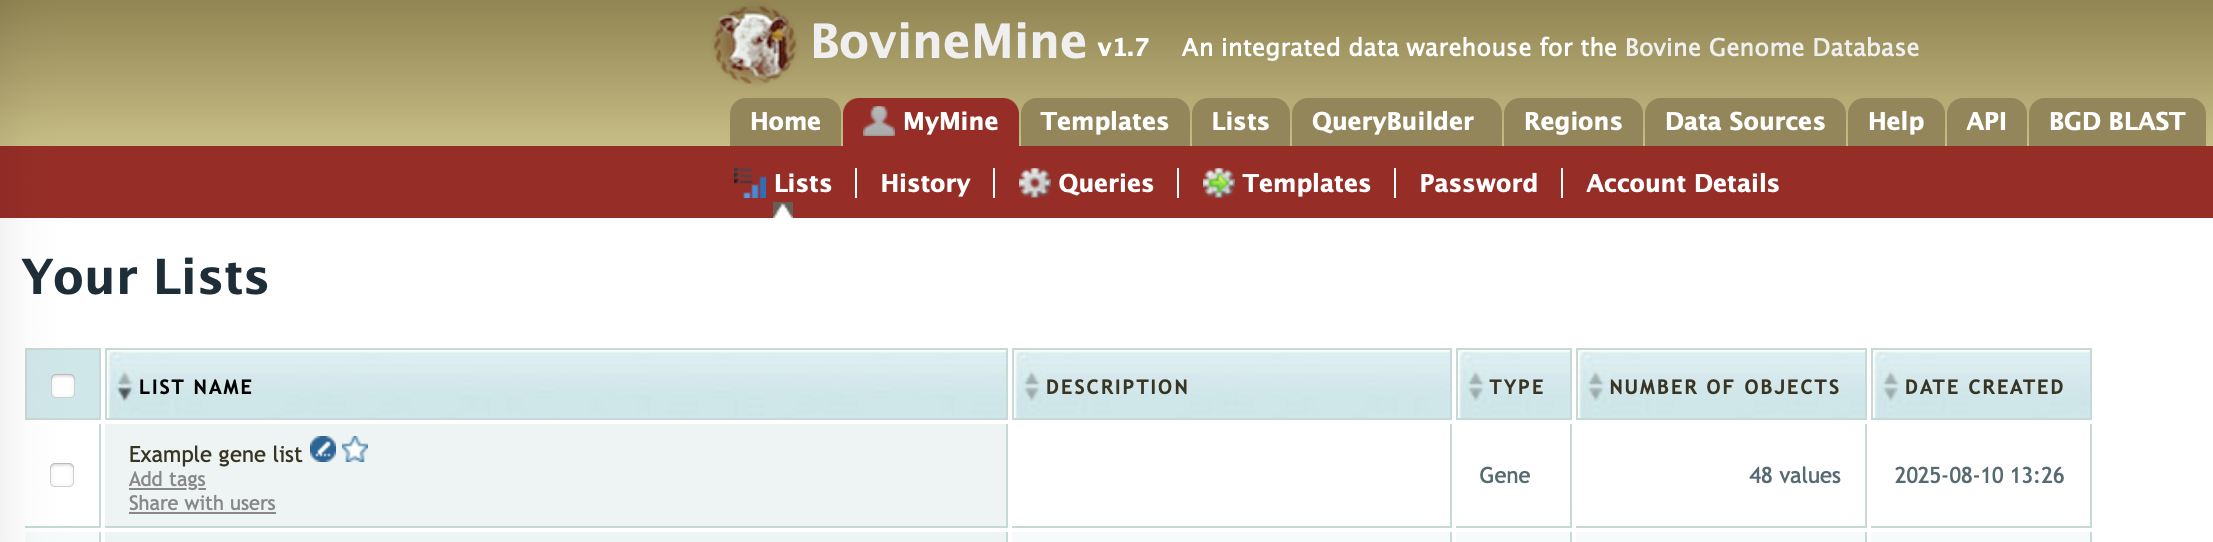 BovineMine v1.7 An integrated data warehouse for the Bovine Genome Database
Home MyMine Templates Lists QueryBuilder Regions Data Sources Help API BGD BLAST
Lists History Queries Templates Password Account Details
Your Lists
LIST NAME DESCRIPTION TYPE NUMBER OF OBJECTS DATE CREATED
Example gene list
Add tags
Share with users
Gene 48 values 2025-08-10 13:26